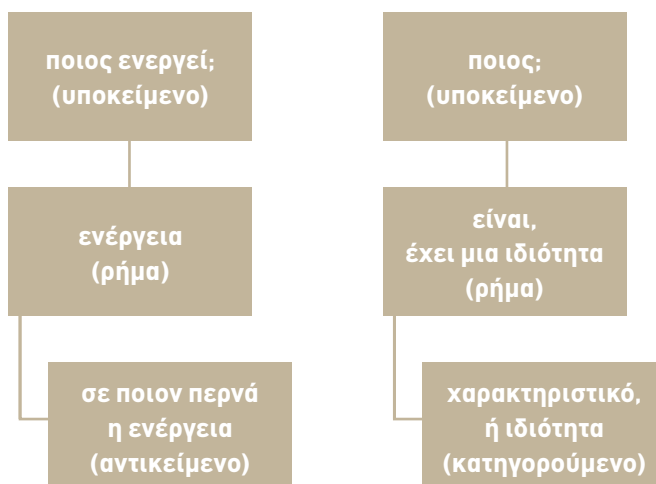 ποιος ενεργεί;
(υποκείμενο)
ενέργεια
(ρήμα)
σε ποιον περνά
η ενέργεια
(αντικείμενο)
ποιος;
(υποκείμενο)
είναι,
έχει μια ιδιότητα
(ρήμα)
χαρακτηριστικό,
ή ιδιότητα
(κατηγορούμενο)